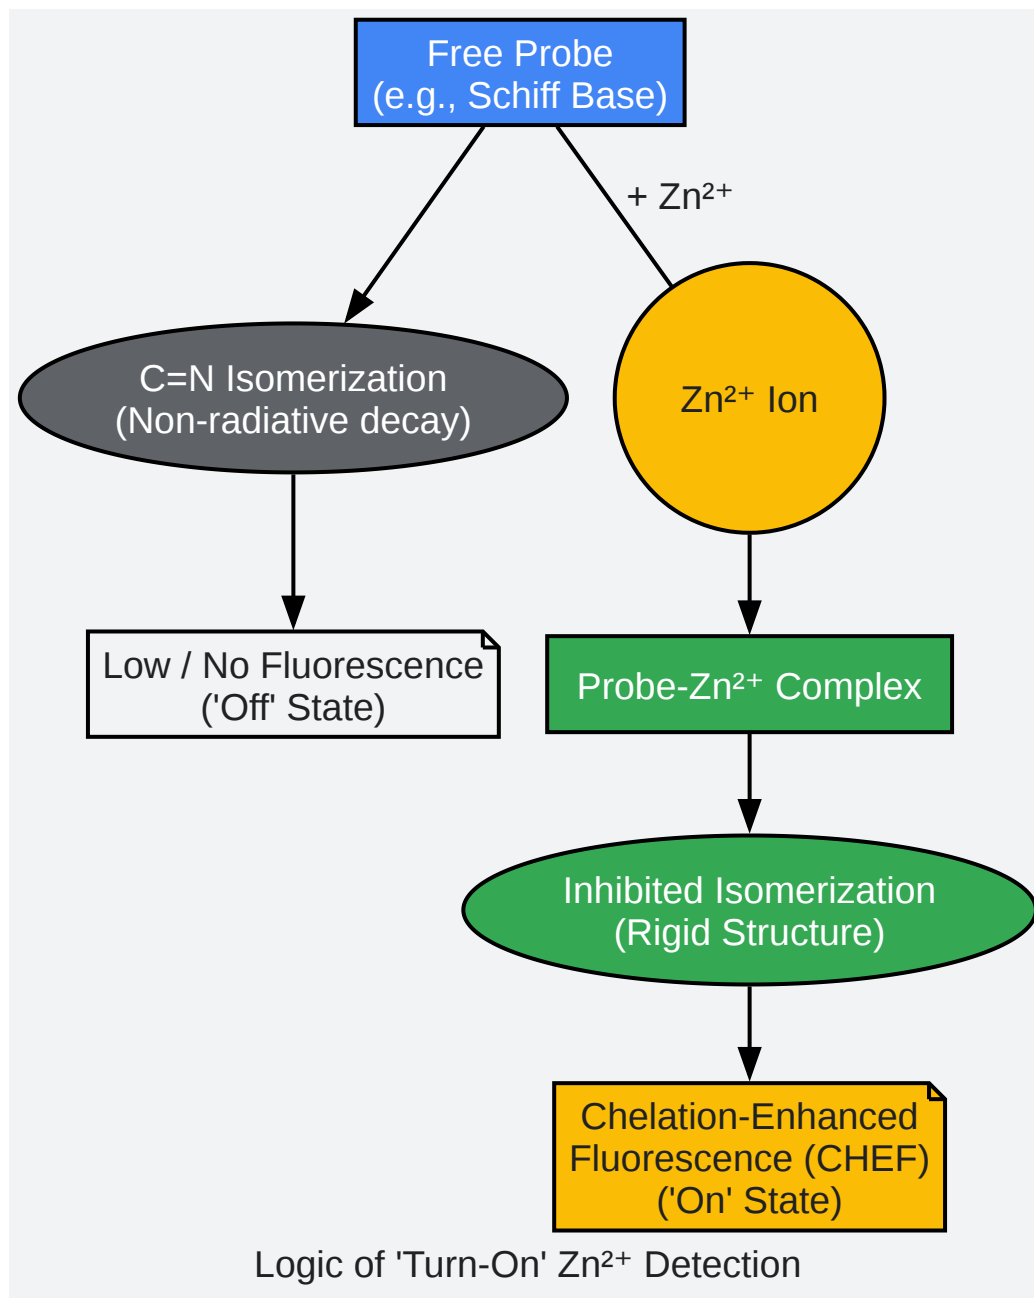 Free Probe
(e.g., Schiff Base)
+ Zn²⁺
C=N Isomerization
(Non-radiative decay)
Zn²⁺ Ion
Low / No Fluorescence
('Off' State)
Probe-Zn²⁺ Complex
Inhibited Isomerization
(Rigid Structure)
Chelation-Enhanced
Fluorescence (CHEF)
('On' State)
Logic of 'Turn-On' Zn²⁺ Detection